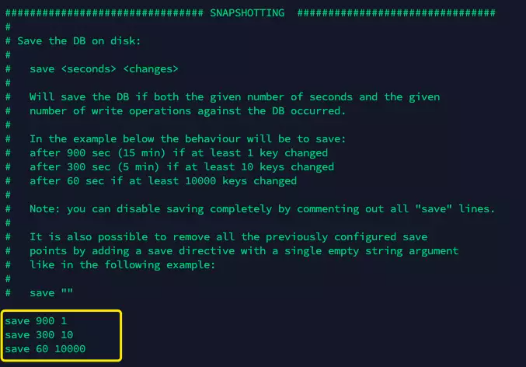 ################################ SNAPSHOTTING ################################
#
# Save the DB on disk:
#
#   save <seconds> <changes>
#
#   Will save the DB if both the given number of seconds and the given
#   number of write operations against the DB occurred.
#
#   In the example below the behaviour will be to save:
#   after 900 sec (15 min) if at least 1 key changed
#   after 300 sec (5 min) if at least 10 keys changed
#   after 60 sec if at least 10000 keys changed
#
#   Note: you can disable saving completely by commenting out all "save" lines.
#
#   It is also possible to remove all the previously configured save
#   points by adding a save directive with a single empty string argument
#   like in the following example:
#
#   save ""
save 900 1
save 300 10
save 60 10000